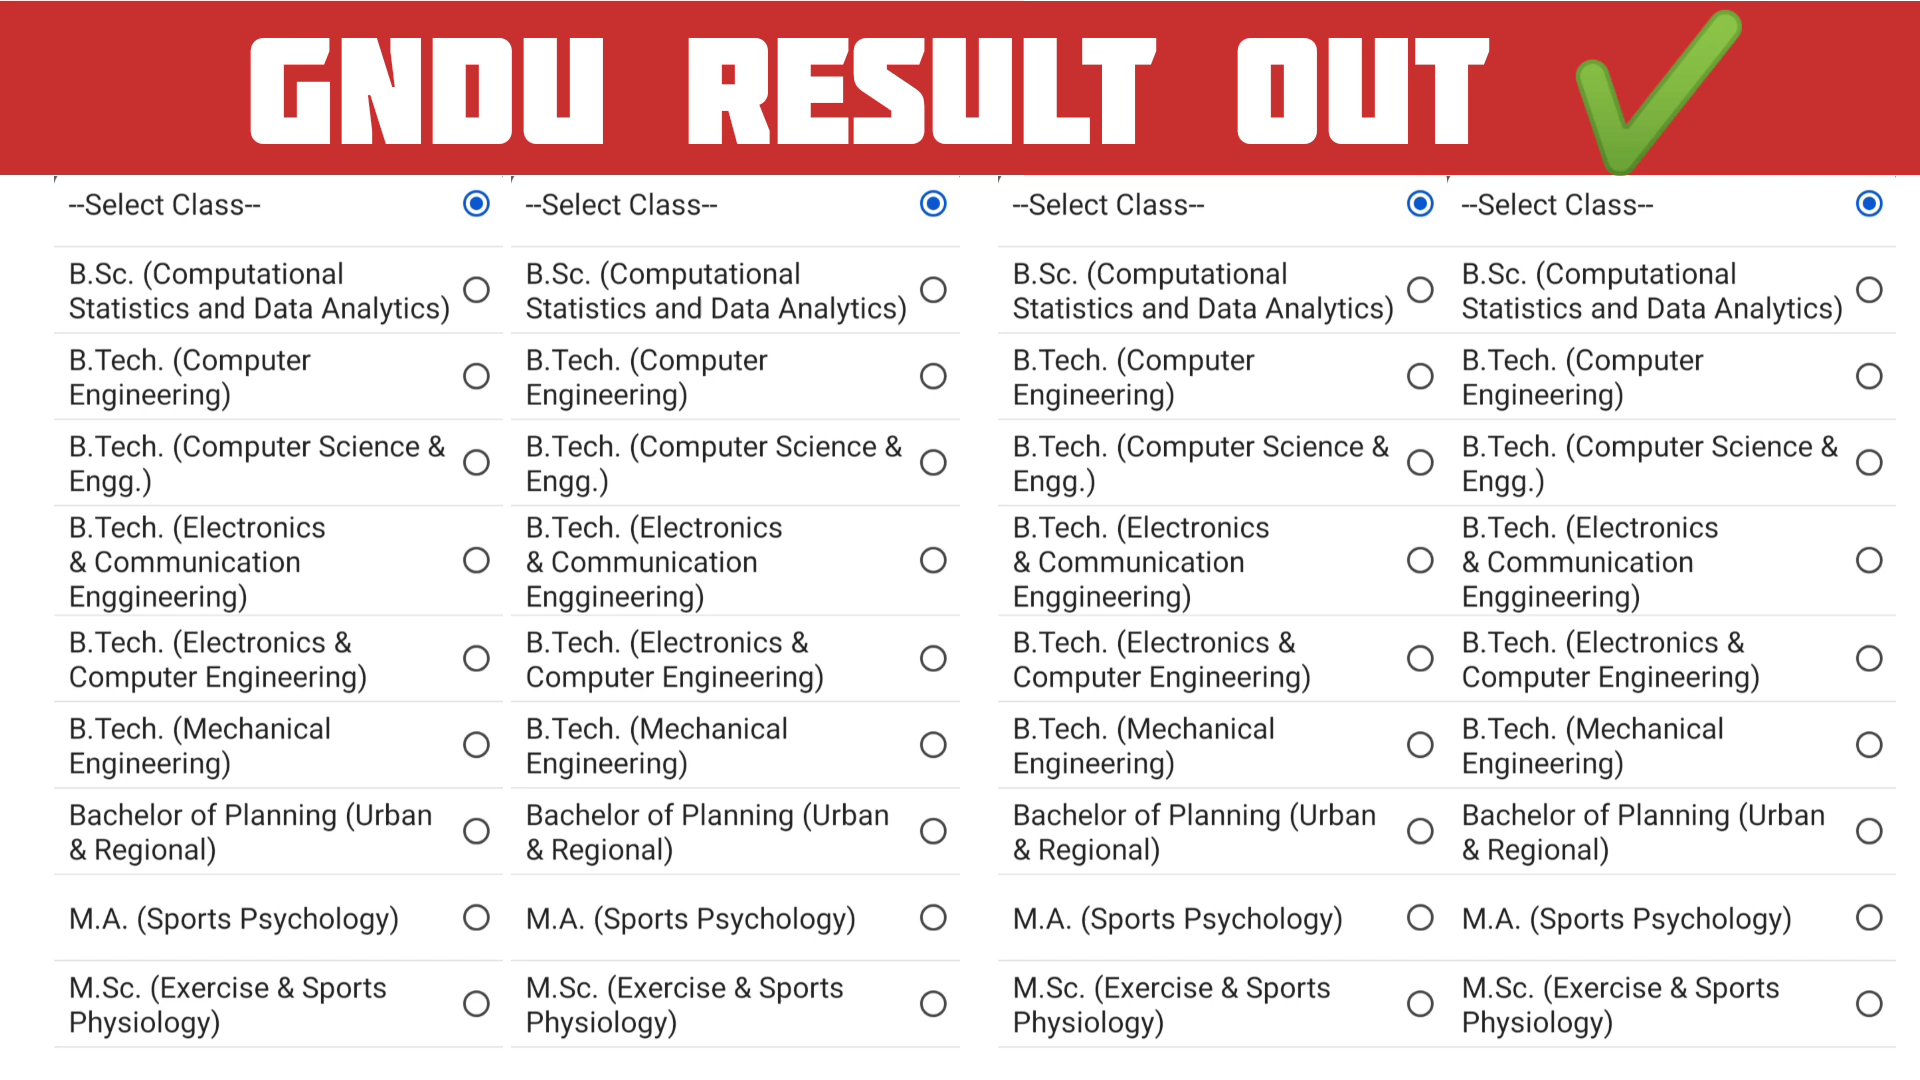 GNDU RESULT OUT
--Select Class--
B.Sc. (Computational
Statistics and Data Analytics)
B.Tech. (Computer
Engineering)
B.Tech. (Computer Science &
Engg.)
B.Tech. (Electronics
& Communication
Enggineering)
B.Tech. (Electronics &
Computer Engineering)
B.Tech. (Mechanical
Engineering)
Bachelor of Planning (Urban
& Regional)
M.A. (Sports Psychology)
M.Sc. (Exercise & Sports
Physiology)
--Select Class--
B.Sc. (Computational
Statistics and Data Analytics)
B.Tech. (Computer
Engineering)
B.Tech. (Computer Science &
Engg.)
B.Tech. (Electronics
& Communication
Enggineering)
B.Tech. (Electronics &
Computer Engineering)
B.Tech. (Mechanical
Engineering)
Bachelor of Planning (Urban
& Regional)
M.A. (Sports Psychology)
M.Sc. (Exercise & Sports
Physiology)
--Select Class--
B.Sc. (Computational
Statistics and Data Analytics)
B.Tech. (Computer
Engineering)
B.Tech. (Computer Science &
Engg.)
B.Tech. (Electronics
& Communication
Enggineering)
B.Tech. (Electronics &
Computer Engineering)
B.Tech. (Mechanical
Engineering)
Bachelor of Planning (Urban
& Regional)
M.A. (Sports Psychology)
M.Sc. (Exercise & Sports
Physiology)
--Select Class--
B.Sc. (Computational
Statistics and Data Analytics)
B.Tech. (Computer
Engineering)
B.Tech. (Computer Science &
Engg.)
B.Tech. (Electronics
& Communication
Enggineering)
B.Tech. (Electronics &
Computer Engineering)
B.Tech. (Mechanical
Engineering)
Bachelor of Planning (Urban
& Regional)
M.A. (Sports Psychology)
M.Sc. (Exercise & Sports
Physiology)